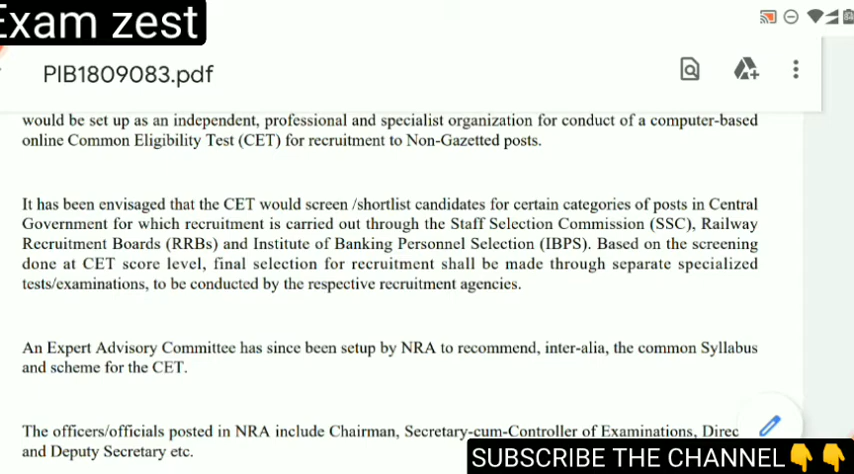 Exam zest
PIB1809083.pdf
would be set up as an independent, professional and specialist organization for conduct of a computer-based
online Common Eligibility Test (CET) for recruitment to Non-Gazetted posts.
It has been envisaged that the CET would screen /shortlist candidates for certain categories of posts in Central
Government for which recruitment is carried out through the Staff Selection Commission (SSC), Railway
Recruitment Boards (RRBs) and Institute of Banking Personnel Selection (IBPS). Based on the screening
done at CET score level, final selection for recruitment shall be made through separate specialized
tests/examinations, to be conducted by the respective recruitment agencies.
An Expert Advisory Committee has since been setup by NRA to recommend, inter-alia, the common Syllabus
and scheme for the CET.
The officers/officials posted in NRA include Chairman, Secretary-cum-Controller of Examinations, Direc
and Deputy Secretary etc.
SUBSCRIBE THE CHANNEL👇👇